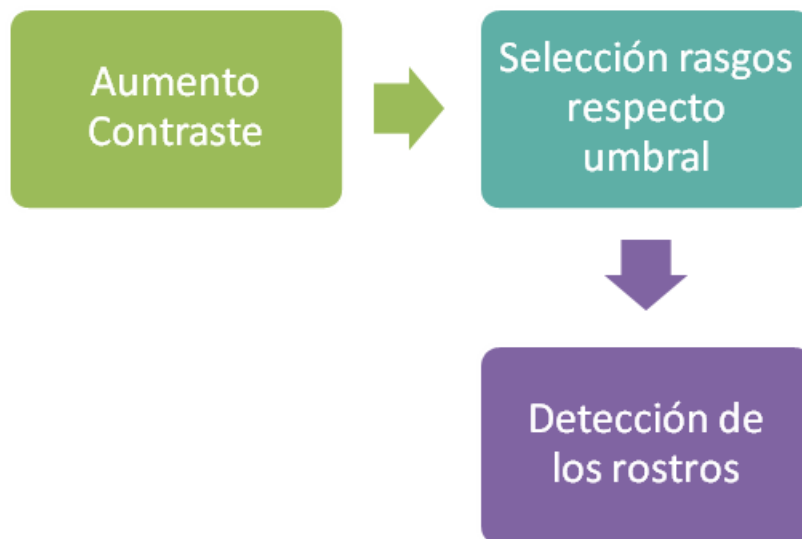 Aumento
Contraste
Selección rasgos
respecto
umbral
Detección de
los rostros